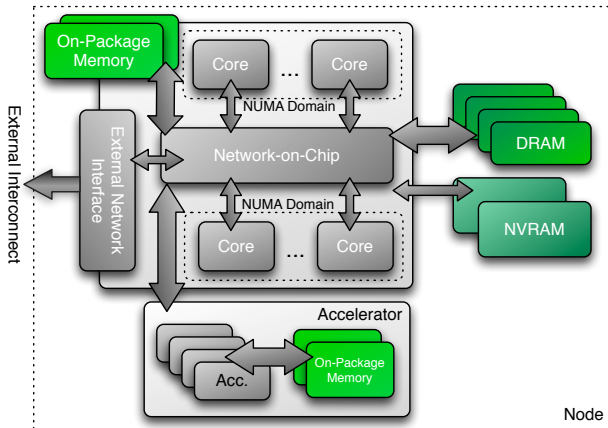 On-Package
Memory
Core
...
Core
NUMA Domain
External Interconnect
External Network
Interface
Network-on-Chip
DRAM
NUMA Domain
NVRAM
Core
...
Core
Accelerator
Acc.
On-Package
Memory
Node